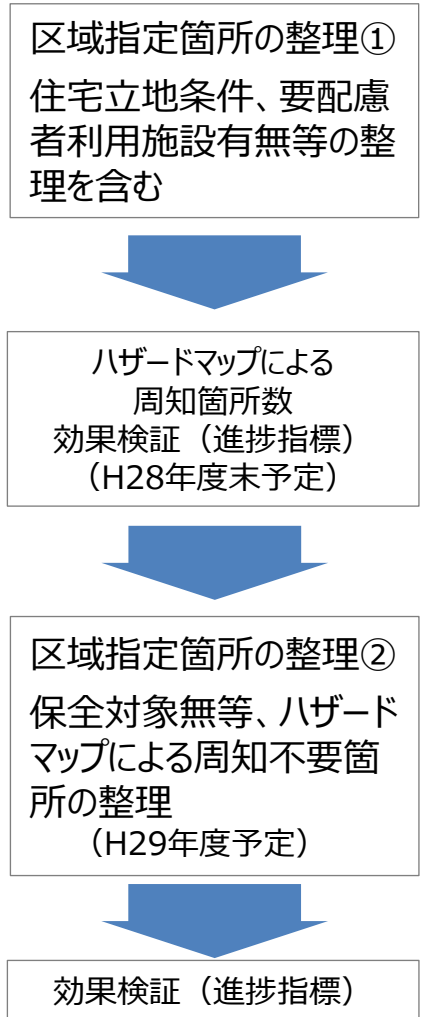 区域指定箇所の整理①
住宅立地条件、要配慮
者利用施設有無等の整
理を含む
ハザードマップによる
周知箇所数
効果検証（進捗指標）
（H28年度末予定）
区域指定箇所の整理②
保全対象無等、ハザード
マップによる周知不要箇
所の整理
（H29年度予定）
効果検証（進捗指標）